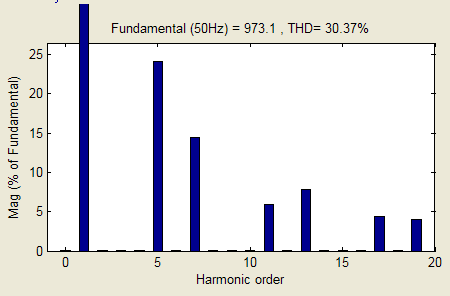 Fundamental (50Hz) = 973.1 , THD= 30.37%
25
20
15
10
5
0
Mag (% of Fundamental)
0 5 10 15 20
Harmonic order